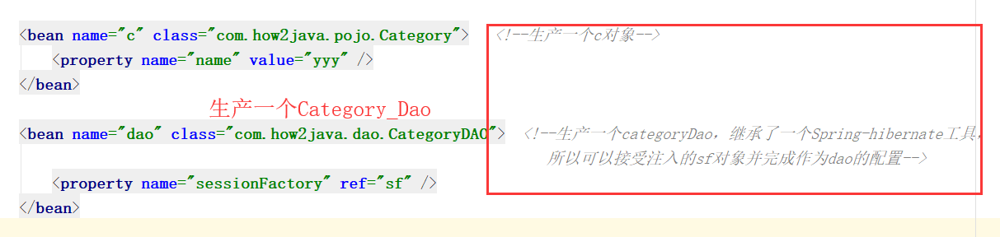 <bean name="c" class="com.how2java.pojo.Category"> <!--生产一个c对象-->
<property name="name" value="yyy" />
</bean>
生产一个Category_Dao
<bean name="dao" class="com.how2java.dao.CategoryDAO"> <!--生产一个categoryDao，继承了一个Spring-hibernate工具，
所以可以接受注入的sf对象并完成作为dao的配置-->
<property name="sessionFactory" ref="sf" />
</bean>